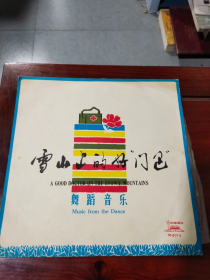 雪山上的好门巴
A GOOD DOCTOR ON THE SNOWY MOUNTAINS
舞蹈音乐
Music from the Dance